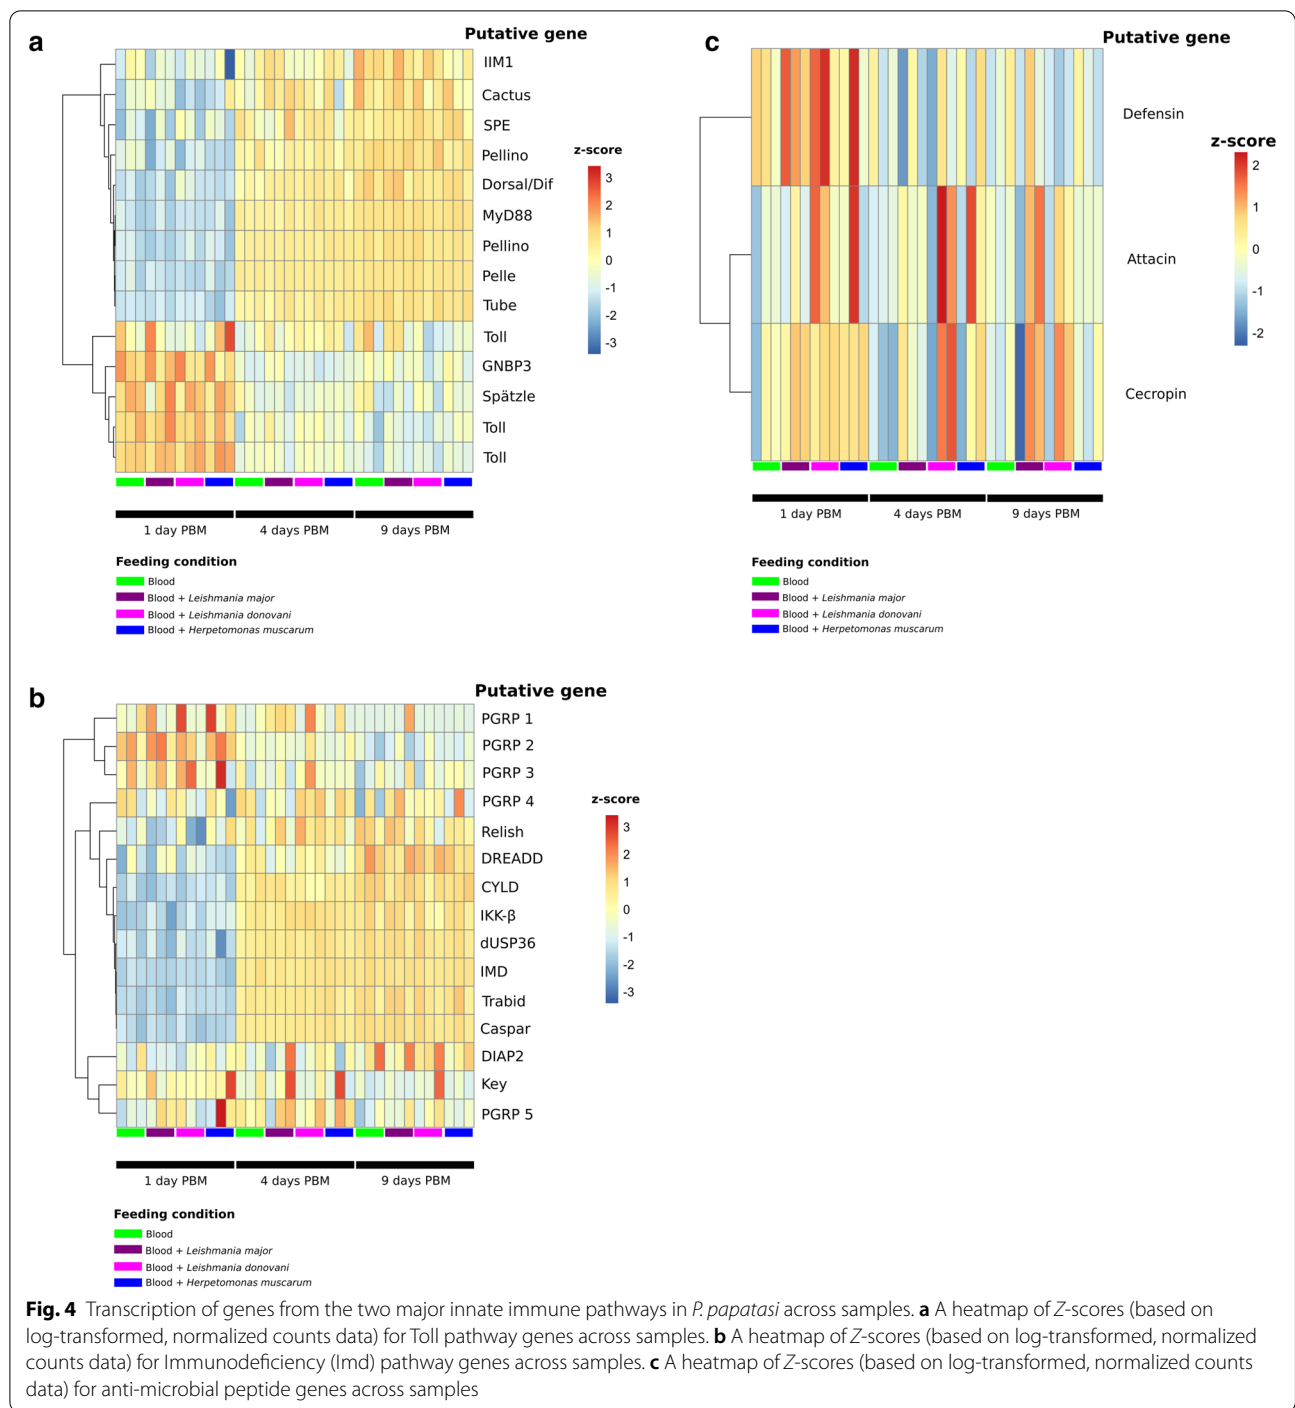 a
Putative gene
IIM1
Cactus
SPE
Pellino
Dorsal/Dif
MyD88
Pellino
Pelle
Tube
Toll
GNBP3
Spätzle
Toll
Toll
z-score
3
2
1
0
-1
-2
-3
1 day PBM
4 days PBM
9 days PBM
Feeding condition
Blood
Blood + Leishmania major
Blood + Leishmania donovani
Blood + Herpetomonas muscarum
c
Putative gene
Defensin
Attacin
Cecropin
z-score
2
1
0
-1
-2
1 day PBM
4 days PBM
9 days PBM
Feeding condition
Blood
Blood + Leishmania major
Blood + Leishmania donovani
Blood + Herpetomonas muscarum
b
Putative gene
PGRP 1
PGRP 2
PGRP 3
PGRP 4
Relish
DREADD
CYLD
IKK-β
dUSP36
IMD
Trabid
Caspar
DIAP2
Key
PGRP 5
z-score
3
2
1
0
-1
-2
-3
1 day PBM
4 days PBM
9 days PBM
Feeding condition
Blood
Blood + Leishmania major
Blood + Leishmania donovani
Blood + Herpetomonas muscarum
Fig. 4 Transcription of genes from the two major innate immune pathways in P. papatasi across samples. a A heatmap of Z-scores (based on
log-transformed, normalized counts data) for Toll pathway genes across samples. b A heatmap of Z-scores (based on log-transformed, normalized
counts data) for Immunodeficiency (Imd) pathway genes across samples. c A heatmap of Z-scores (based on log-transformed, normalized counts
data) for anti-microbial peptide genes across samples